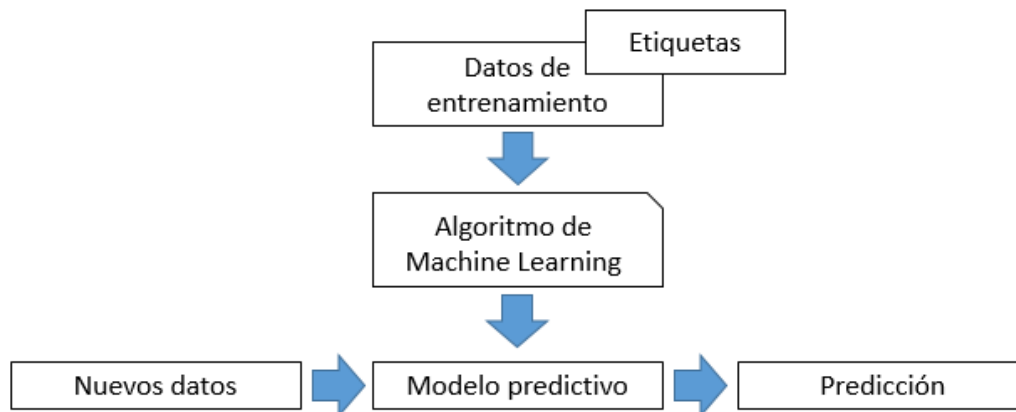 Etiquetas
Datos de
entrenamiento
Algoritmo de
Machine Learning
Nuevos datos
Modelo predictivo
Predicción